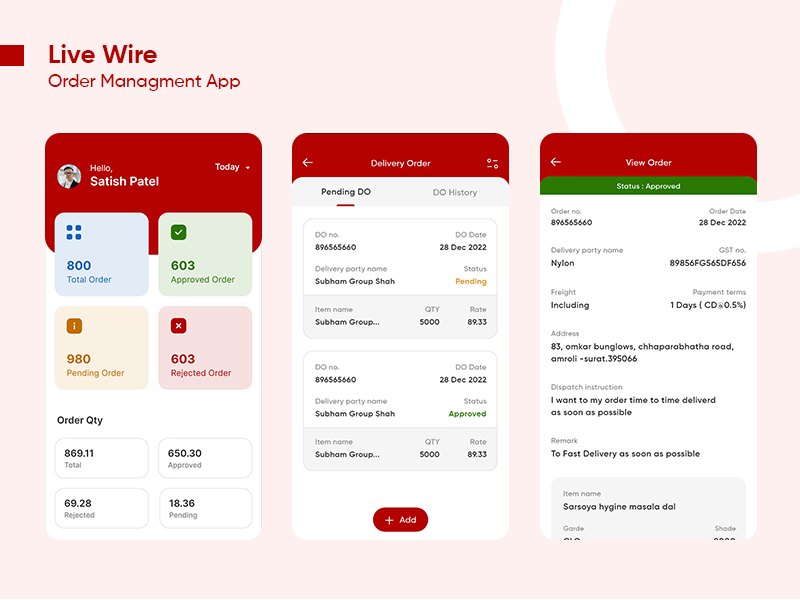 Live Wire
Order Managment App
Hello,
Satish Patel
Today
800
Total Order
603
Approved Order
980
Pending Order
603
Rejected Order
Order Qty
869.11
Total
650.30
Approved
69.28
Rejected
18.36
Pending
Delivery Order
Pending DO
DO History
DO no.
DO Date
896565660
28 Dec 2022
Delivery party name
Status
Subham Group Shah
Pending
Item name
QTY
Rate
Subham Group...
5000
89.33
DO no.
DO Date
896565660
28 Dec 2022
Delivery party name
Status
Subham Group Shah
Approved
Item name
QTY
Rate
Subham Group...
5000
89.33
+ Add
View Order
Status : Approved
Order no.
Order Date
896565660
28 Dec 2022
Delivery party name
GST no.
Nylon
89856FG565DF656
Freight
Payment terms
Including
1 Days ( CD@0.5%)
Address
83, omkar bunglows, chhaparabhatha road,
amroli -surat.395066
Dispatch instruction
I want to my order time to time deliverd
as soon as possible
Remark
To Fast Delivery as soon as possible
Item name
Sarsoya hygine masala dal
Garde
Shade